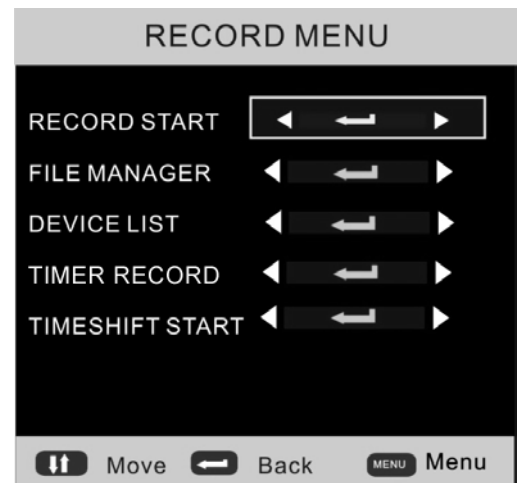 RECORD MENU
RECORD START
FILE MANAGER
DEVICE LIST
TIMER RECORD
TIMESHIFT START
Move Back MENU Menu